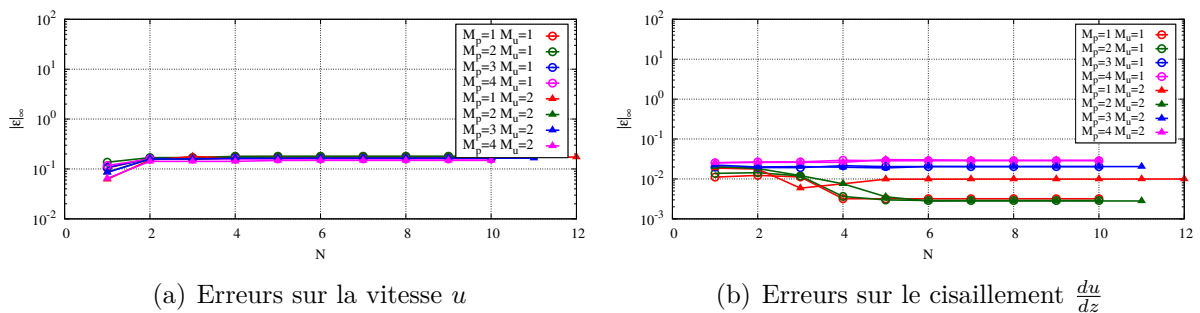 10²
10¹
10⁰
10⁻¹
10⁻²
|ε|∞
0 2 4 6 8 10 12
N
Mₚ=1 Mᵤ=1
Mₚ=2 Mᵤ=1
Mₚ=3 Mᵤ=1
Mₚ=4 Mᵤ=1
Mₚ=1 Mᵤ=2
Mₚ=2 Mᵤ=2
Mₚ=3 Mᵤ=2
Mₚ=4 Mᵤ=2
(a) Erreurs sur la vitesse u
10²
10¹
10⁰
10⁻¹
10⁻²
10⁻³
|ε|∞
0 2 4 6 8 10 12
N
Mₚ=1 Mᵤ=1
Mₚ=2 Mᵤ=1
Mₚ=3 Mᵤ=1
Mₚ=4 Mᵤ=1
Mₚ=1 Mᵤ=2
Mₚ=2 Mᵤ=2
Mₚ=3 Mᵤ=2
Mₚ=4 Mᵤ=2
(b) Erreurs sur le cisaillement du/dz